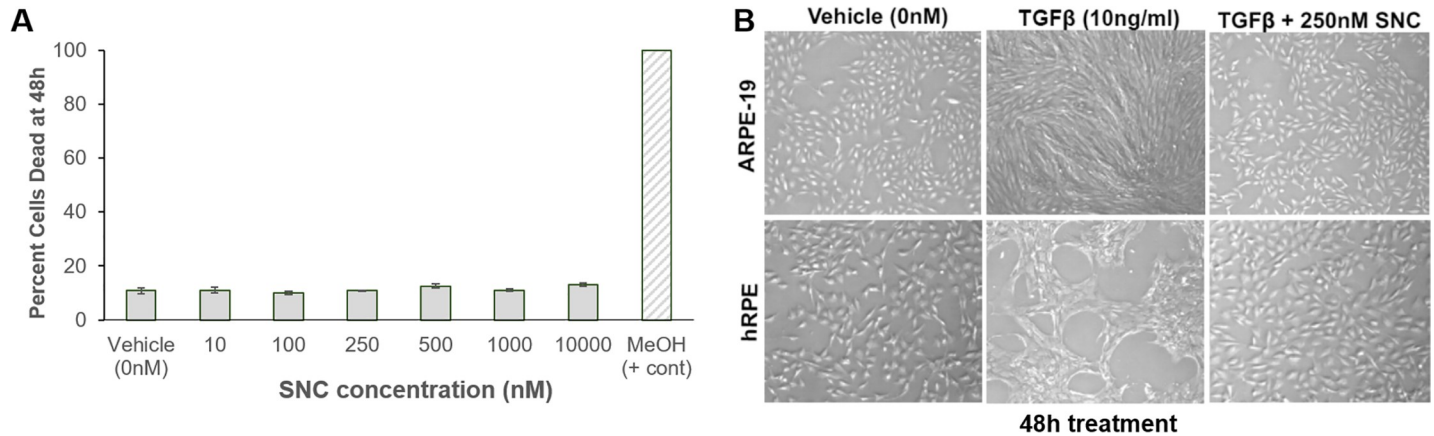 A
Percent Cells Dead at 48h
100
80
60
40
20
0
Vehicle
(0nM)
10
100
250
500
1000
10000
MeOH
(+ cont)
SNC concentration (nM)
B
Vehicle (0nM)
TGFβ (10ng/ml)
TGFβ + 250nM SNC
ARPE-19
hRPE
48h treatment